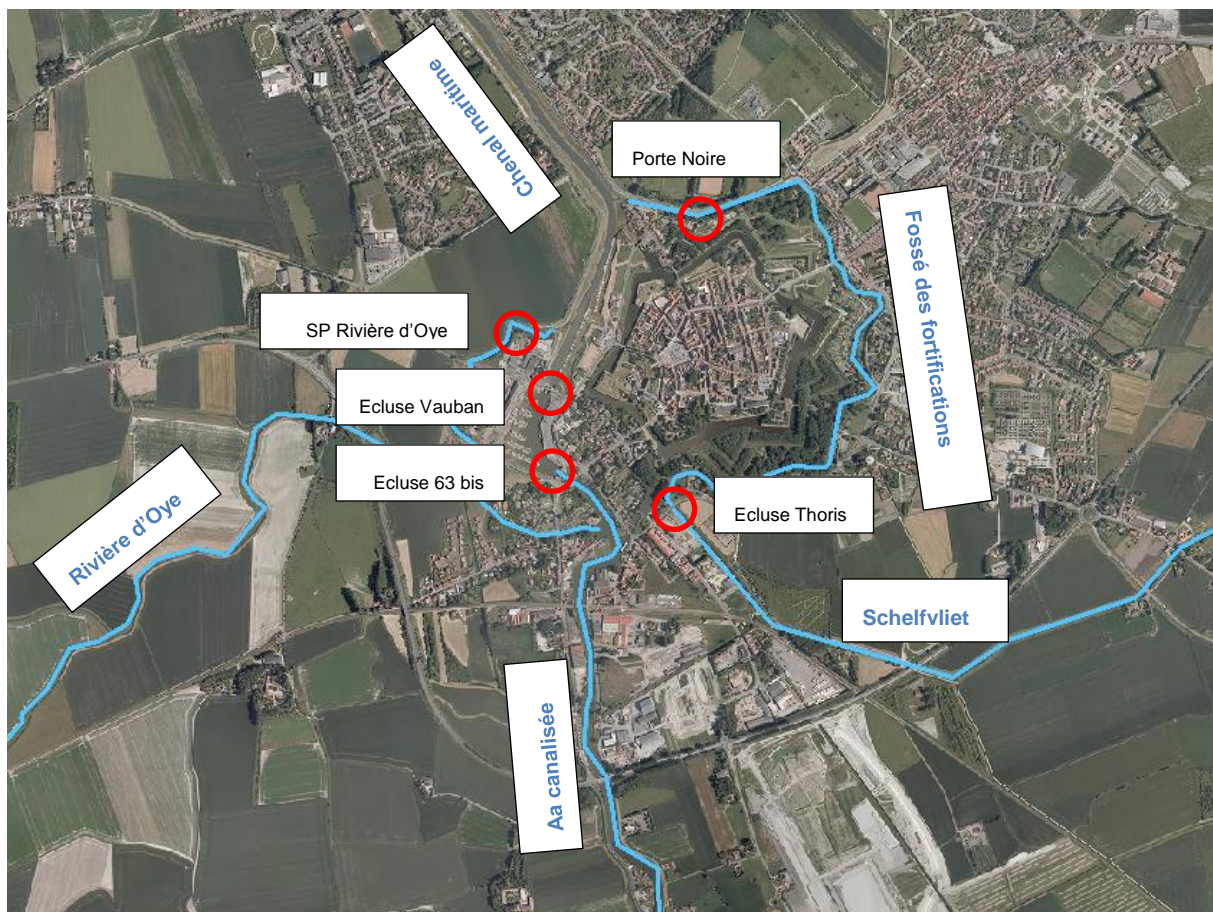 Chenal maritime
Porte Noire
Fossé des fortifications
SP Rivière d'Oye
Ecluse Vauban
Ecluse 63 bis
Ecluse Thoris
Rivière d'Oye
Schelfvliet
Aa canalisée